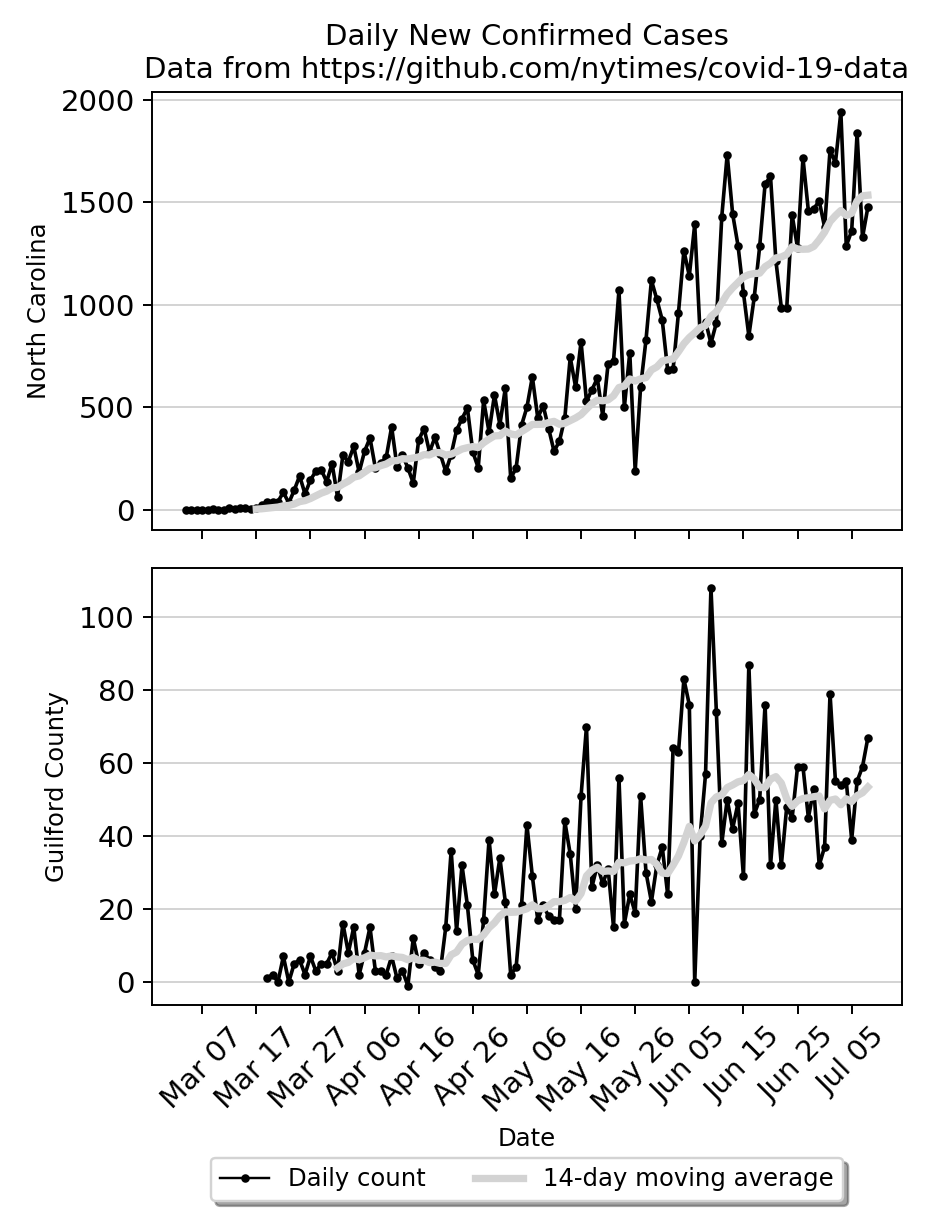 Daily New Confirmed Cases
Data from https://github.com/nytimes/covid-19-data
2000
1500
1000
500
0
North Carolina
100
80
60
40
20
0
Guilford County
Mar 07
Mar 17
Mar 27
Apr 06
Apr 16
Apr 26
May 06
May 16
May 26
Jun 05
Jun 15
Jun 25
Jul 05
Date
Daily count
14-day moving average